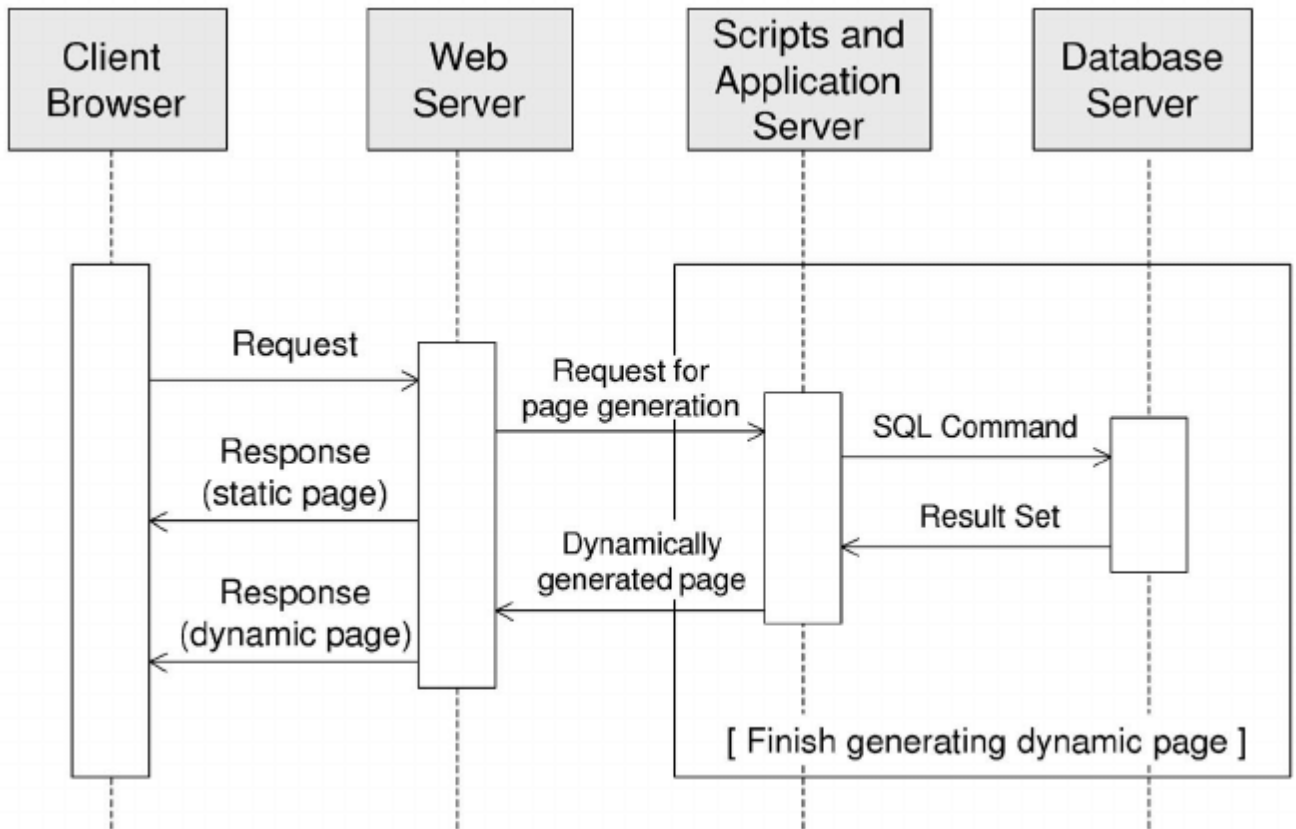 Client
Browser
Web
Server
Scripts and
Application
Server
Database
Server
Request
Request for
page generation
SQL Command
Response
(static page)
Result Set
Dynamically
generated page
Response
(dynamic page)
[ Finish generating dynamic page ]